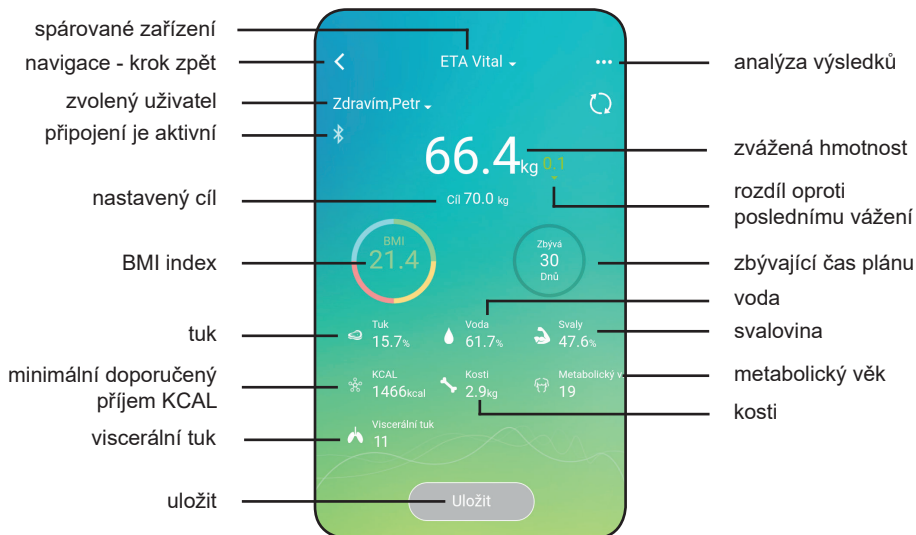 spárované zařízení
navigace - krok zpět
zvolený uživatel
připojení je aktivní
nastavený cíl
BMI index
tuk
minimální doporučený
příjem KCAL
viscerální tuk
uložit
ETA Vital
Zdravím,Petr
66.4kg 0.1
Cíl 70.0 kg
BMI
21.4
Zbývá
30
Dnů
Tuk
15.7%
Voda
61.7%
Svaly
47.6%
KCAL
1466kcal
Kosti
2.9kg
Metabolický v
19
Viscerální tuk
11
Uložit
analýza výsledků
zvážená hmotnost
rozdíl oproti
poslednímu vážení
zbývající čas plánu
voda
svalovina
metabolický věk
kosti